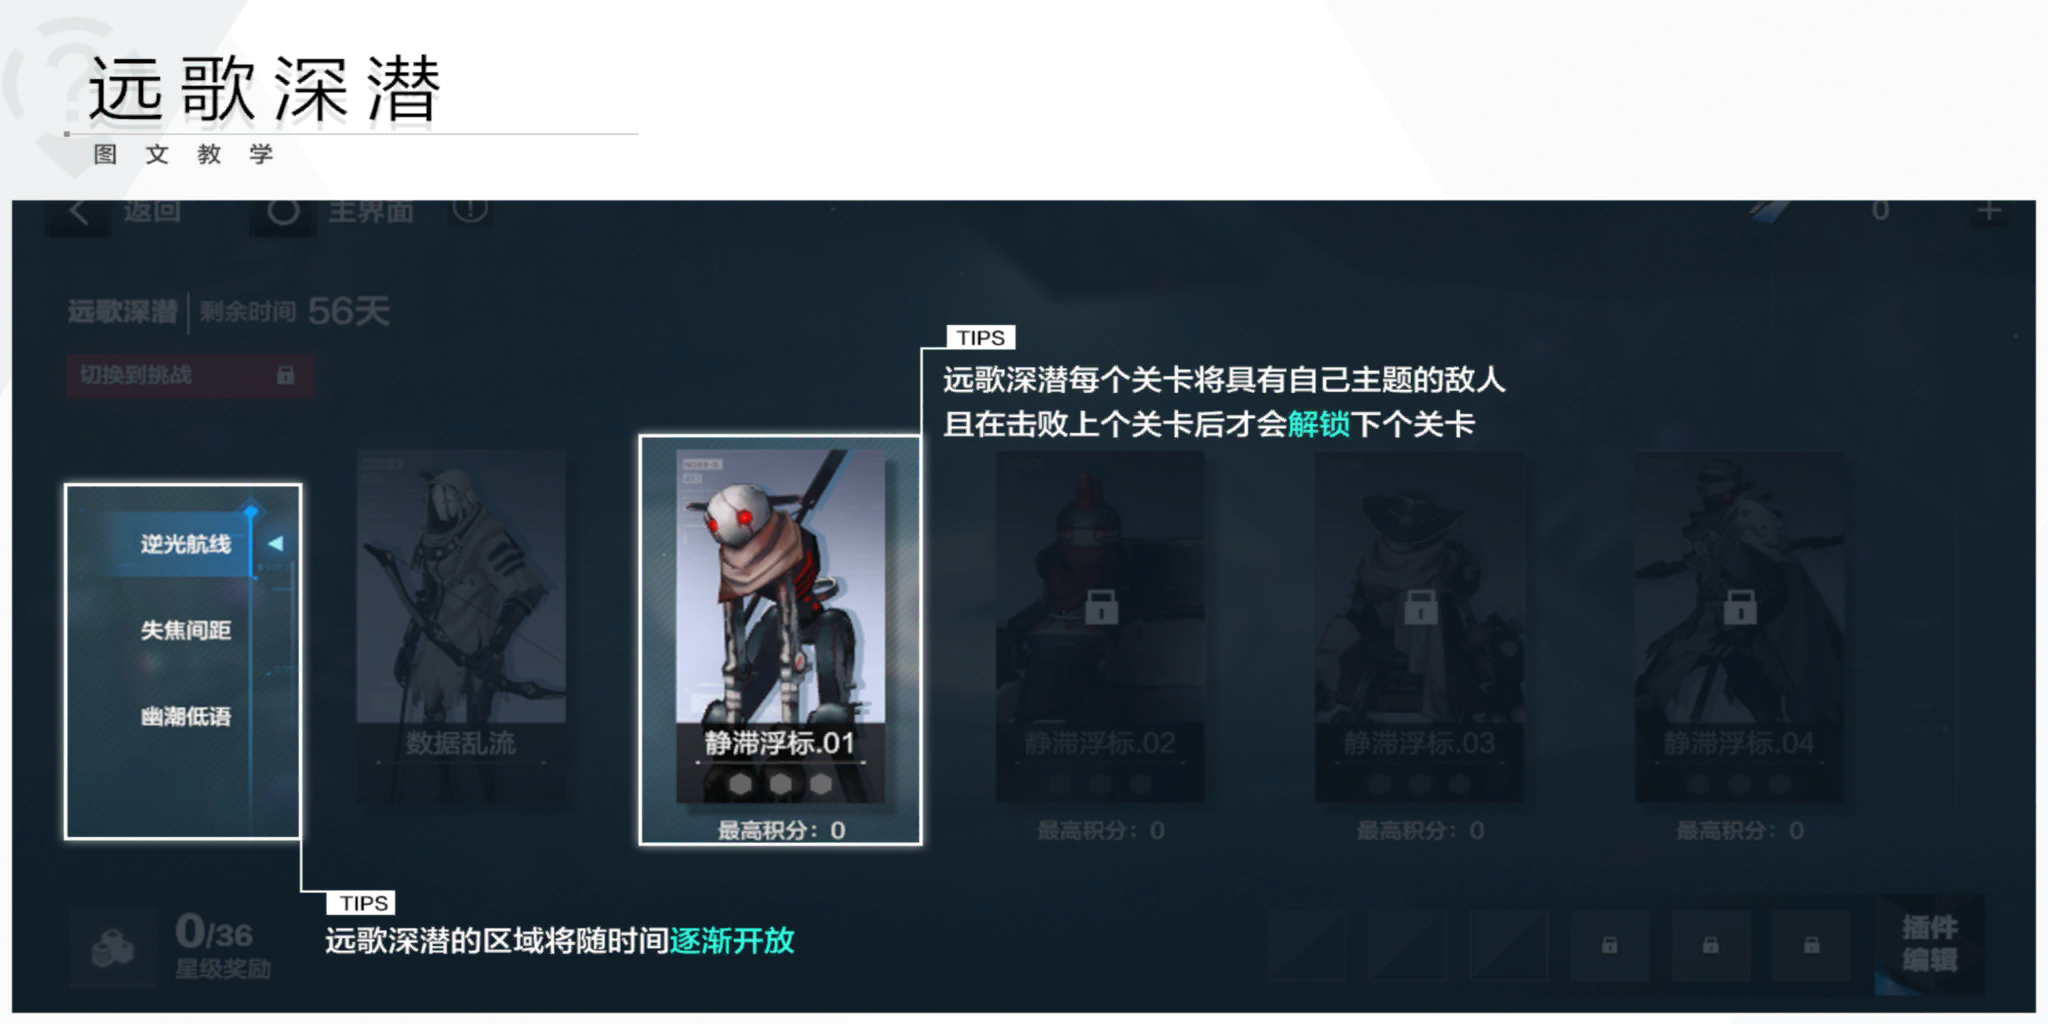 远歌深潜
图文教学
返回
主界面
0
远歌深潜
剩余时间 56天
切换到挑战
TIPS
远歌深潜每个关卡将具有自己主题的敌人
且在击败上个关卡后才会解锁下个关卡
逆光航线
失焦间距
幽潮低语
数据乱流
静滞浮标.01
最高积分：0
静滞浮标.02
最高积分：0
静滞浮标.03
最高积分：0
静滞浮标.04
最高积分：0
TIPS
远歌深潜的区域将随时间逐渐开放
0/36
星级奖励
插件
编辑